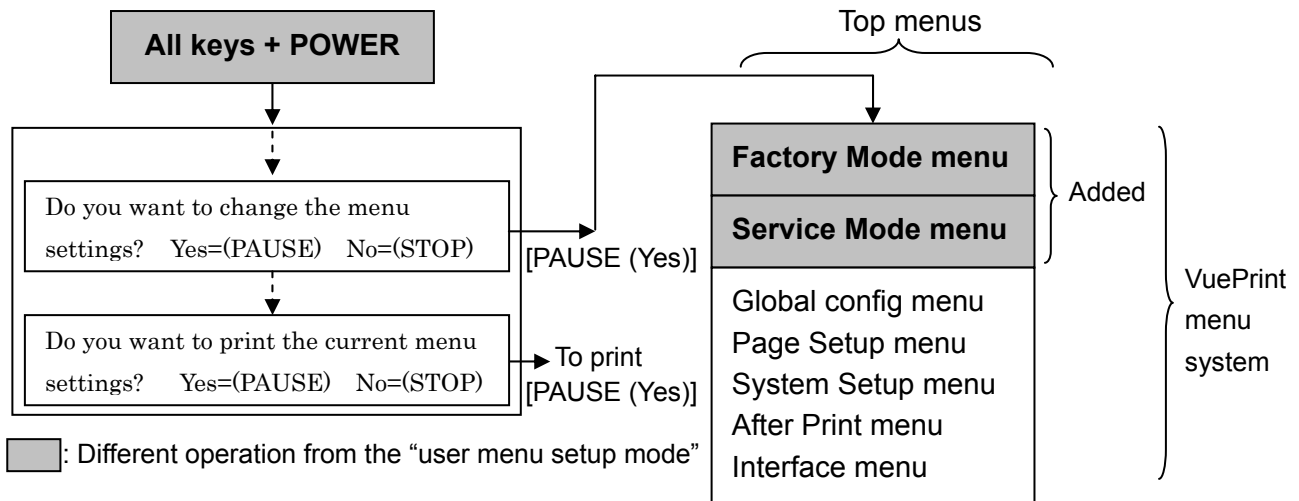 All keys + POWER
Do you want to change the menu
settings? Yes=(PAUSE) No=(STOP)
[PAUSE (Yes)]
Do you want to print the current menu
settings? Yes=(PAUSE) No=(STOP)
To print
[PAUSE (Yes)]
: Different operation from the “user menu setup mode”
Top menus
Factory Mode menu
Service Mode menu
Added
Global config menu
Page Setup menu
System Setup menu
After Print menu
Interface menu
VuePrint
menu
system